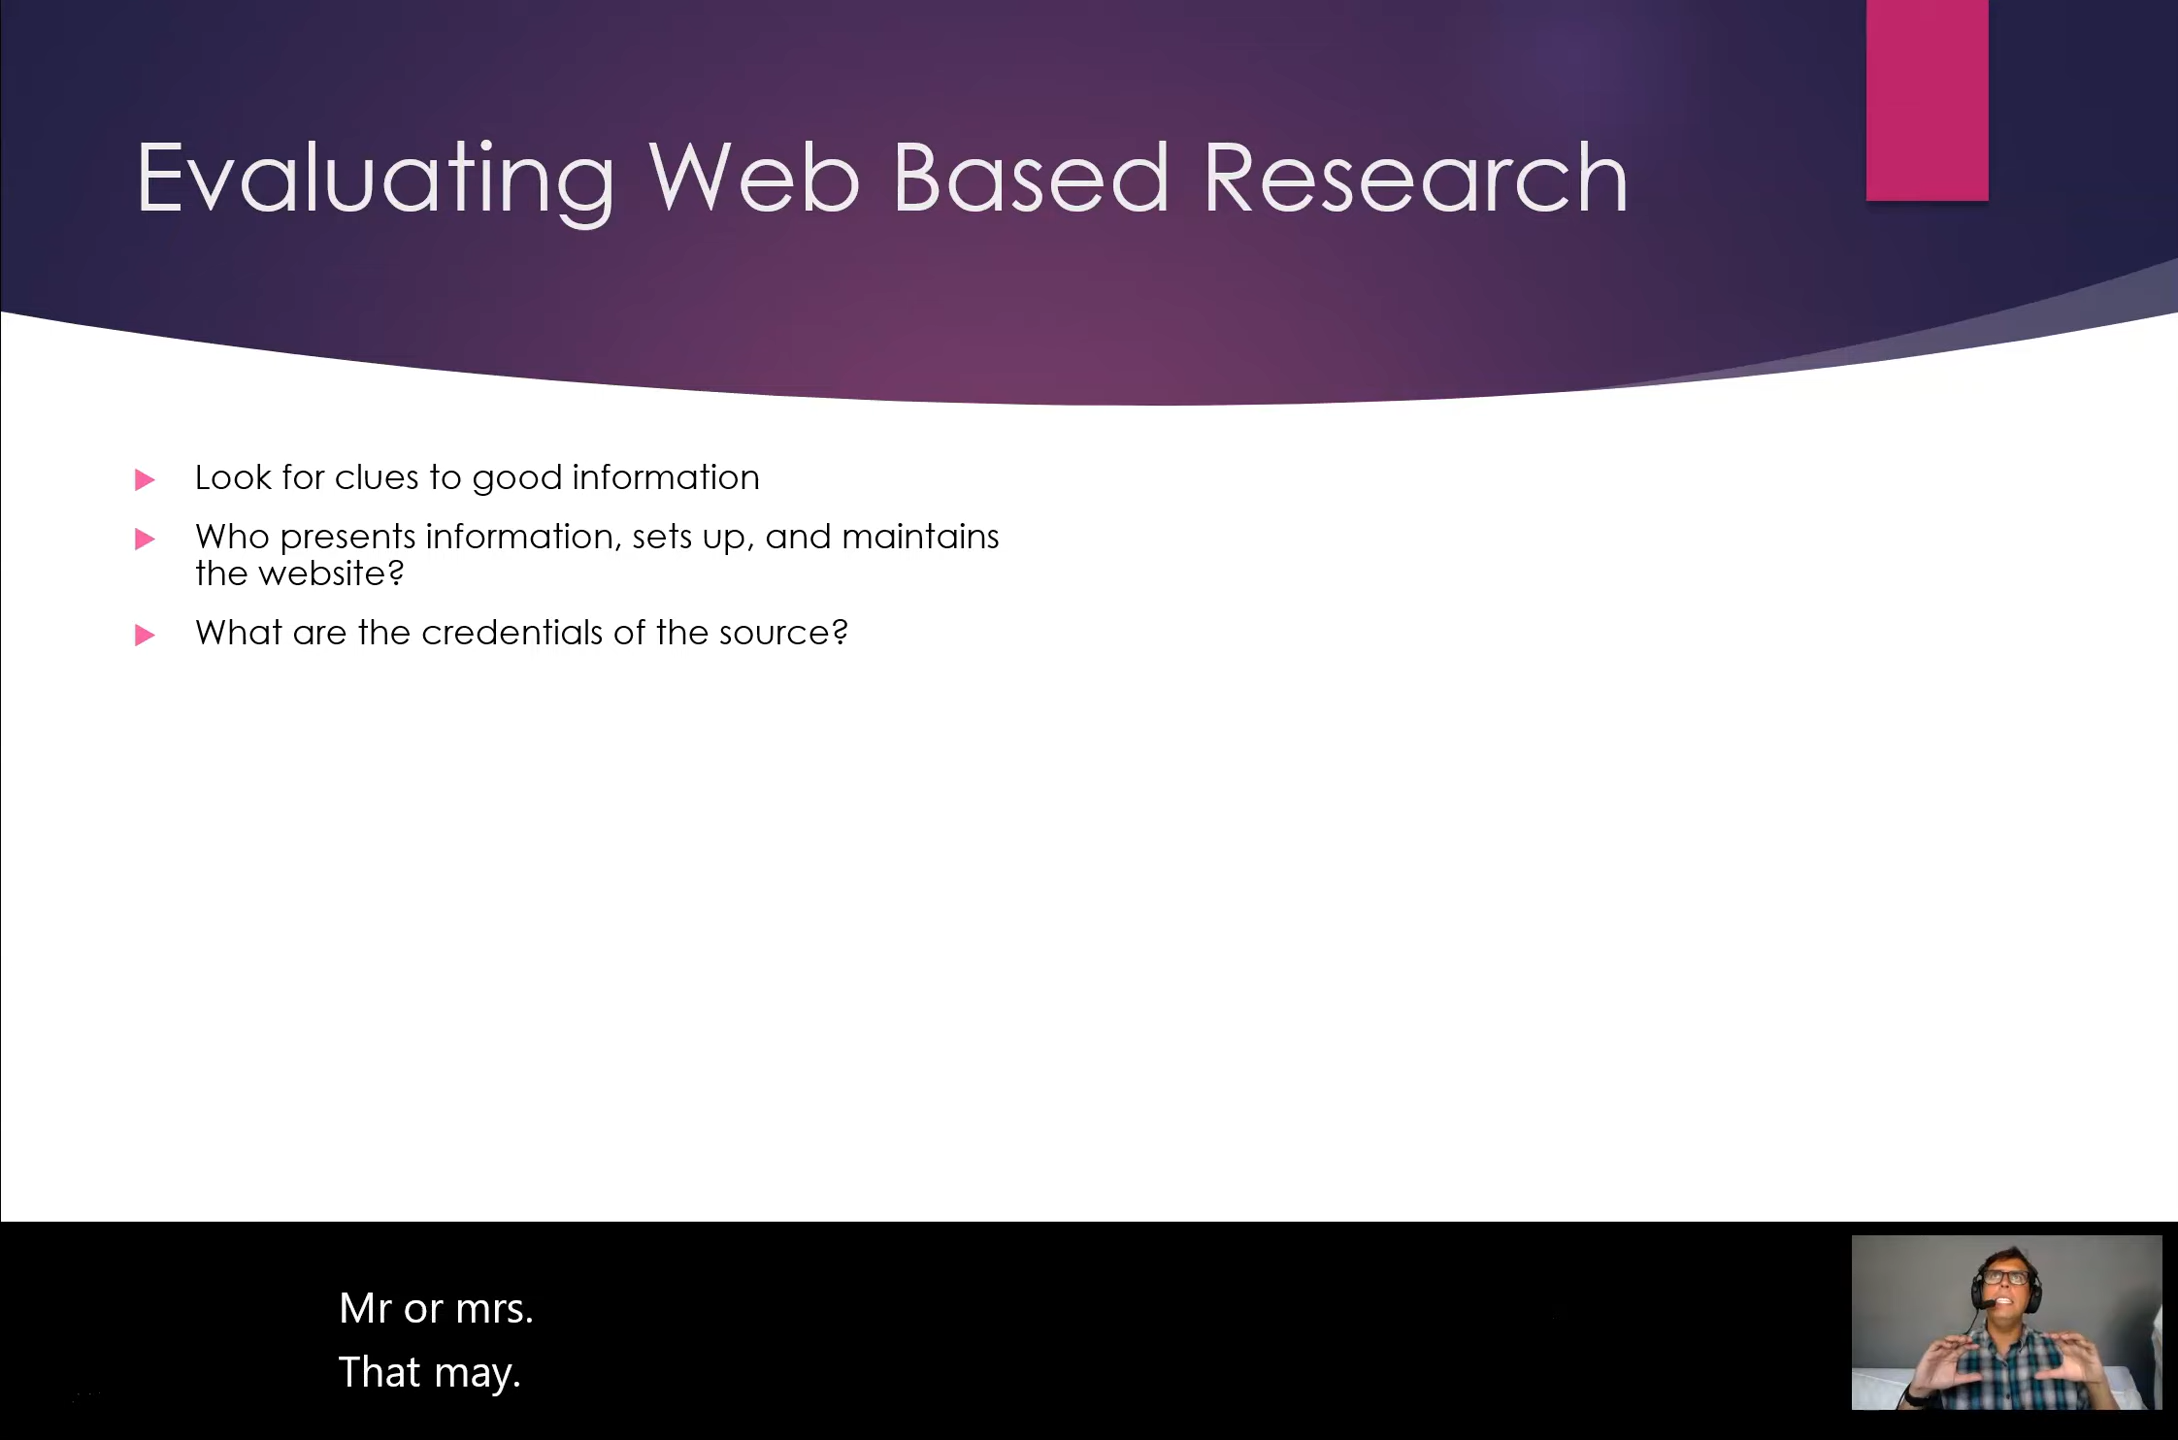 Evaluating Web Based Research
Look for clues to good information
Who presents information, sets up, and maintains
the website?
What are the credentials of the source?
Mr or mrs.
That may.